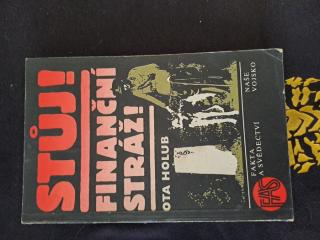 STŮJ!
FINANČNÍ
STRÁŽ!
OTA HOLUB
NAŠE VOJSKO
FAKTA
A SVĚDECTVÍ
FAS